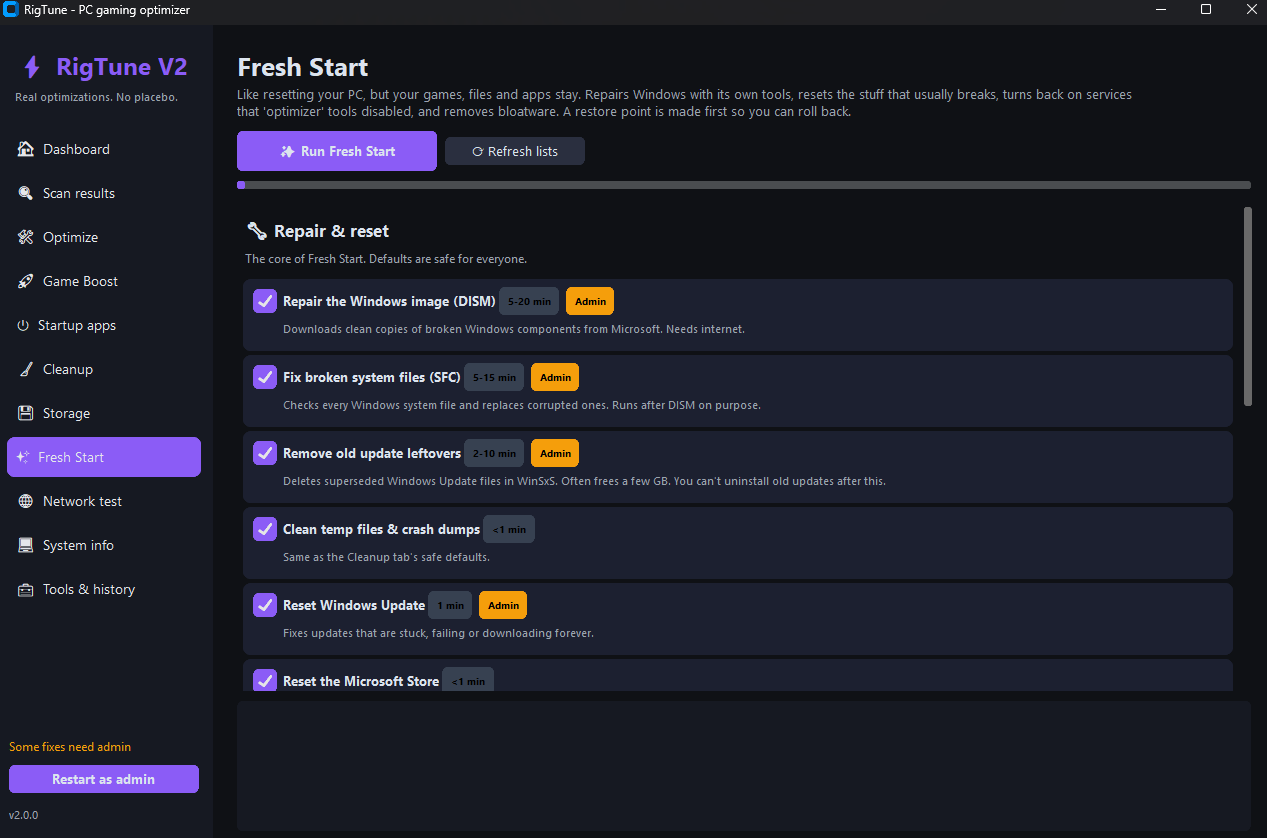 RigTune - PC gaming optimizer
RigTune V2
Real optimizations. No placebo.
Dashboard
Scan results
Optimize
Game Boost
Startup apps
Cleanup
Storage
Fresh Start
Network test
System info
Tools & history
Some fixes need admin
Restart as admin
v2.0.0
Fresh Start
Like resetting your PC, but your games, files and apps stay. Repairs Windows with its own tools, resets the stuff that usually breaks, turns back on services
that 'optimizer' tools disabled, and removes bloatware. A restore point is made first so you can roll back.
Run Fresh Start
Refresh lists
Repair & reset
The core of Fresh Start. Defaults are safe for everyone.
Repair the Windows image (DISM) 5-20 min Admin
Downloads clean copies of broken Windows components from Microsoft. Needs internet.
Fix broken system files (SFC) 5-15 min Admin
Checks every Windows system file and replaces corrupted ones. Runs after DISM on purpose.
Remove old update leftovers 2-10 min Admin
Deletes superseded Windows Update files in WinSxS. Often frees a few GB. You can't uninstall old updates after this.
Clean temp files & crash dumps <1 min
Same as the Cleanup tab's safe defaults.
Reset Windows Update 1 min Admin
Fixes updates that are stuck, failing or downloading forever.
Reset the Microsoft Store <1 min